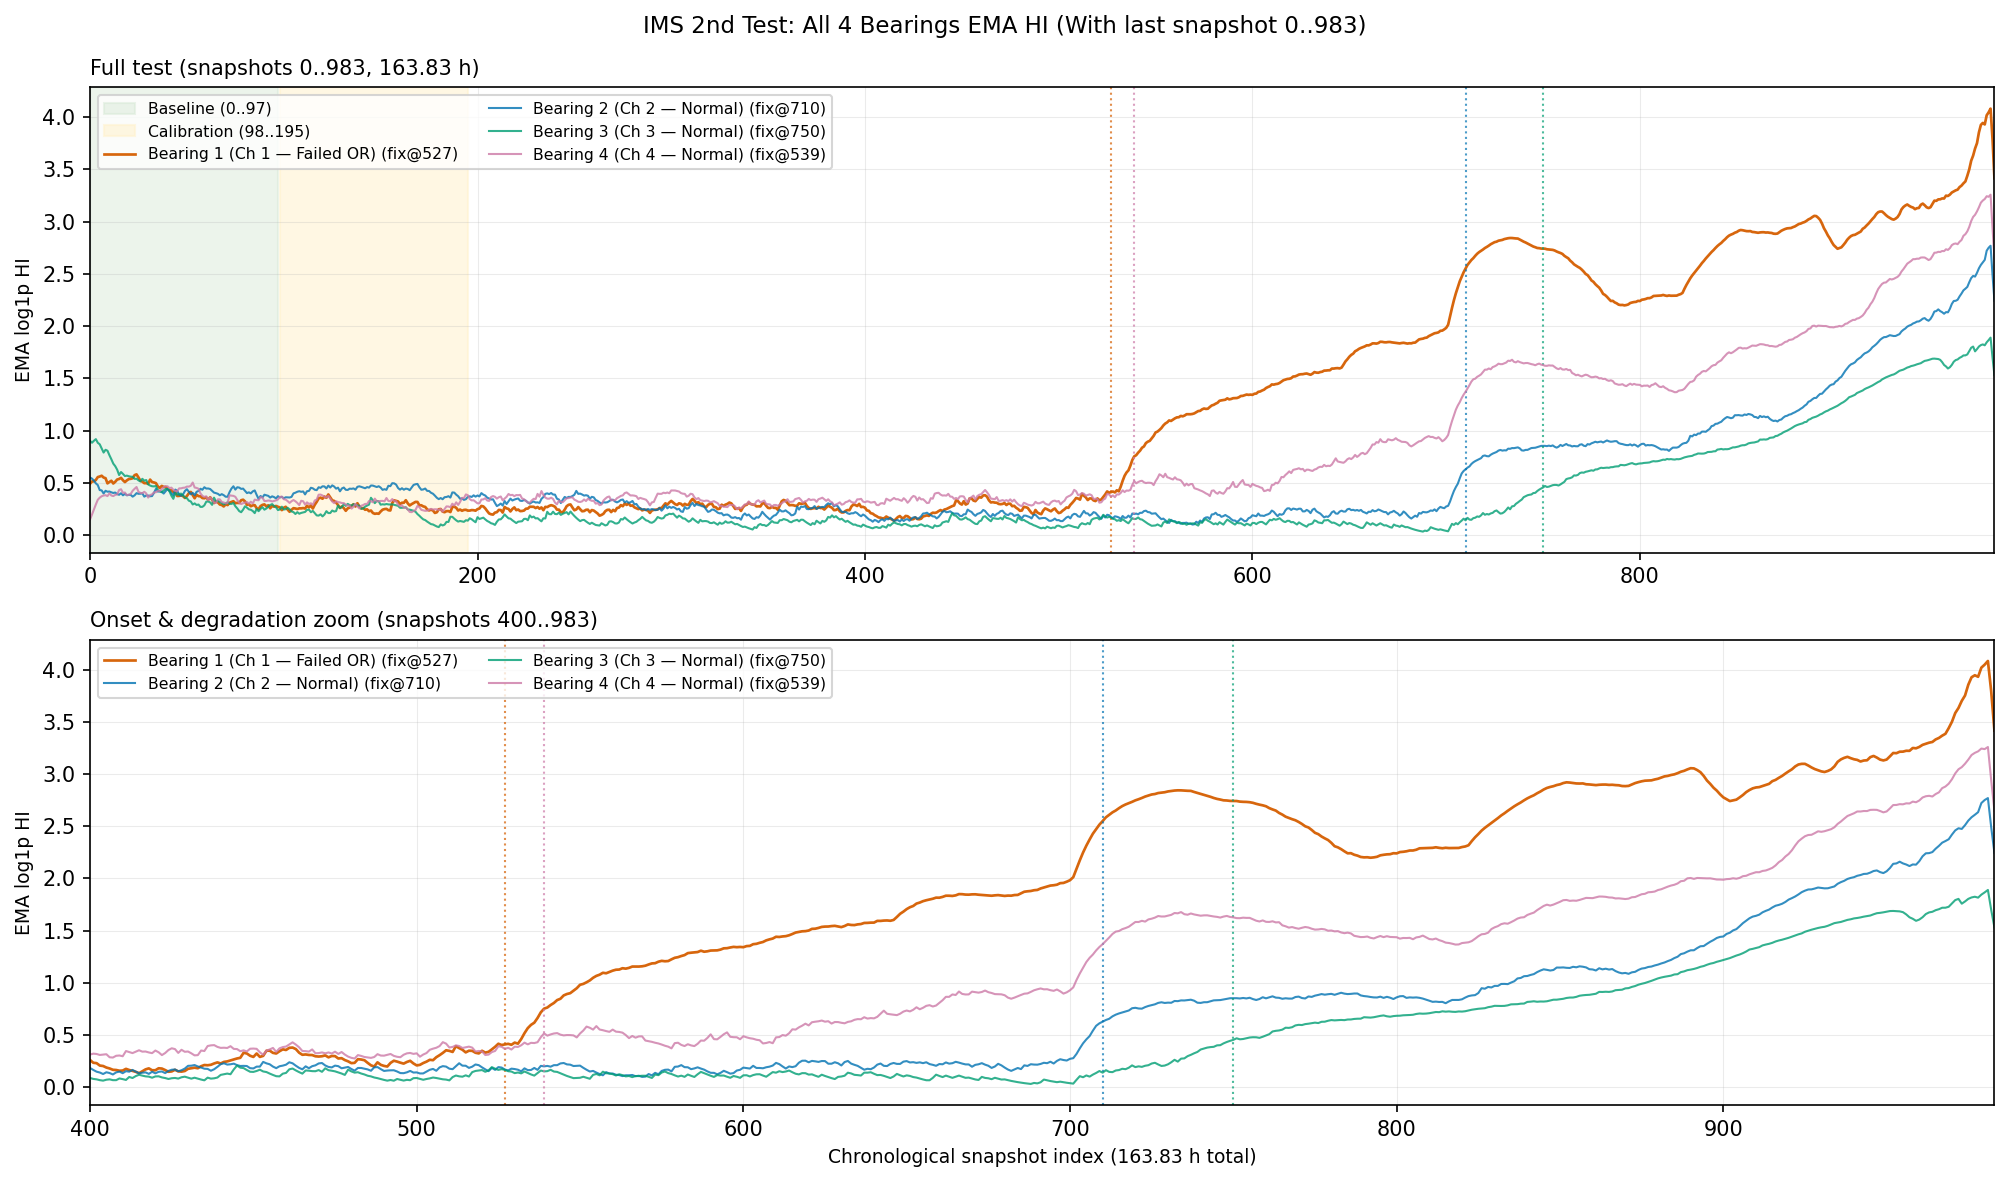 IMS 2nd Test: All 4 Bearings EMA HI (With last snapshot 0..983)
Full test (snapshots 0..983, 163.83 h)
Baseline (0..97)
Calibration (98..195)
Bearing 1 (Ch 1 — Failed OR) (fix@527)
Bearing 2 (Ch 2 — Normal) (fix@710)
Bearing 3 (Ch 3 — Normal) (fix@750)
Bearing 4 (Ch 4 — Normal) (fix@539)
EMA log1p HI
4.0
3.5
3.0
2.5
2.0
1.5
1.0
0.5
0.0
0 200 400 600 800
Onset & degradation zoom (snapshots 400..983)
Bearing 1 (Ch 1 — Failed OR) (fix@527)
Bearing 2 (Ch 2 — Normal) (fix@710)
Bearing 3 (Ch 3 — Normal) (fix@750)
Bearing 4 (Ch 4 — Normal) (fix@539)
EMA log1p HI
4.0
3.5
3.0
2.5
2.0
1.5
1.0
0.5
0.0
400 500 600 700 800 900
Chronological snapshot index (163.83 h total)